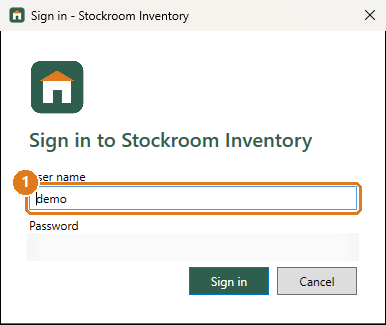 Sign in - Stockroom Inventory
Sign in to Stockroom Inventory
1
ser name
demo
Password
Sign in
Cancel